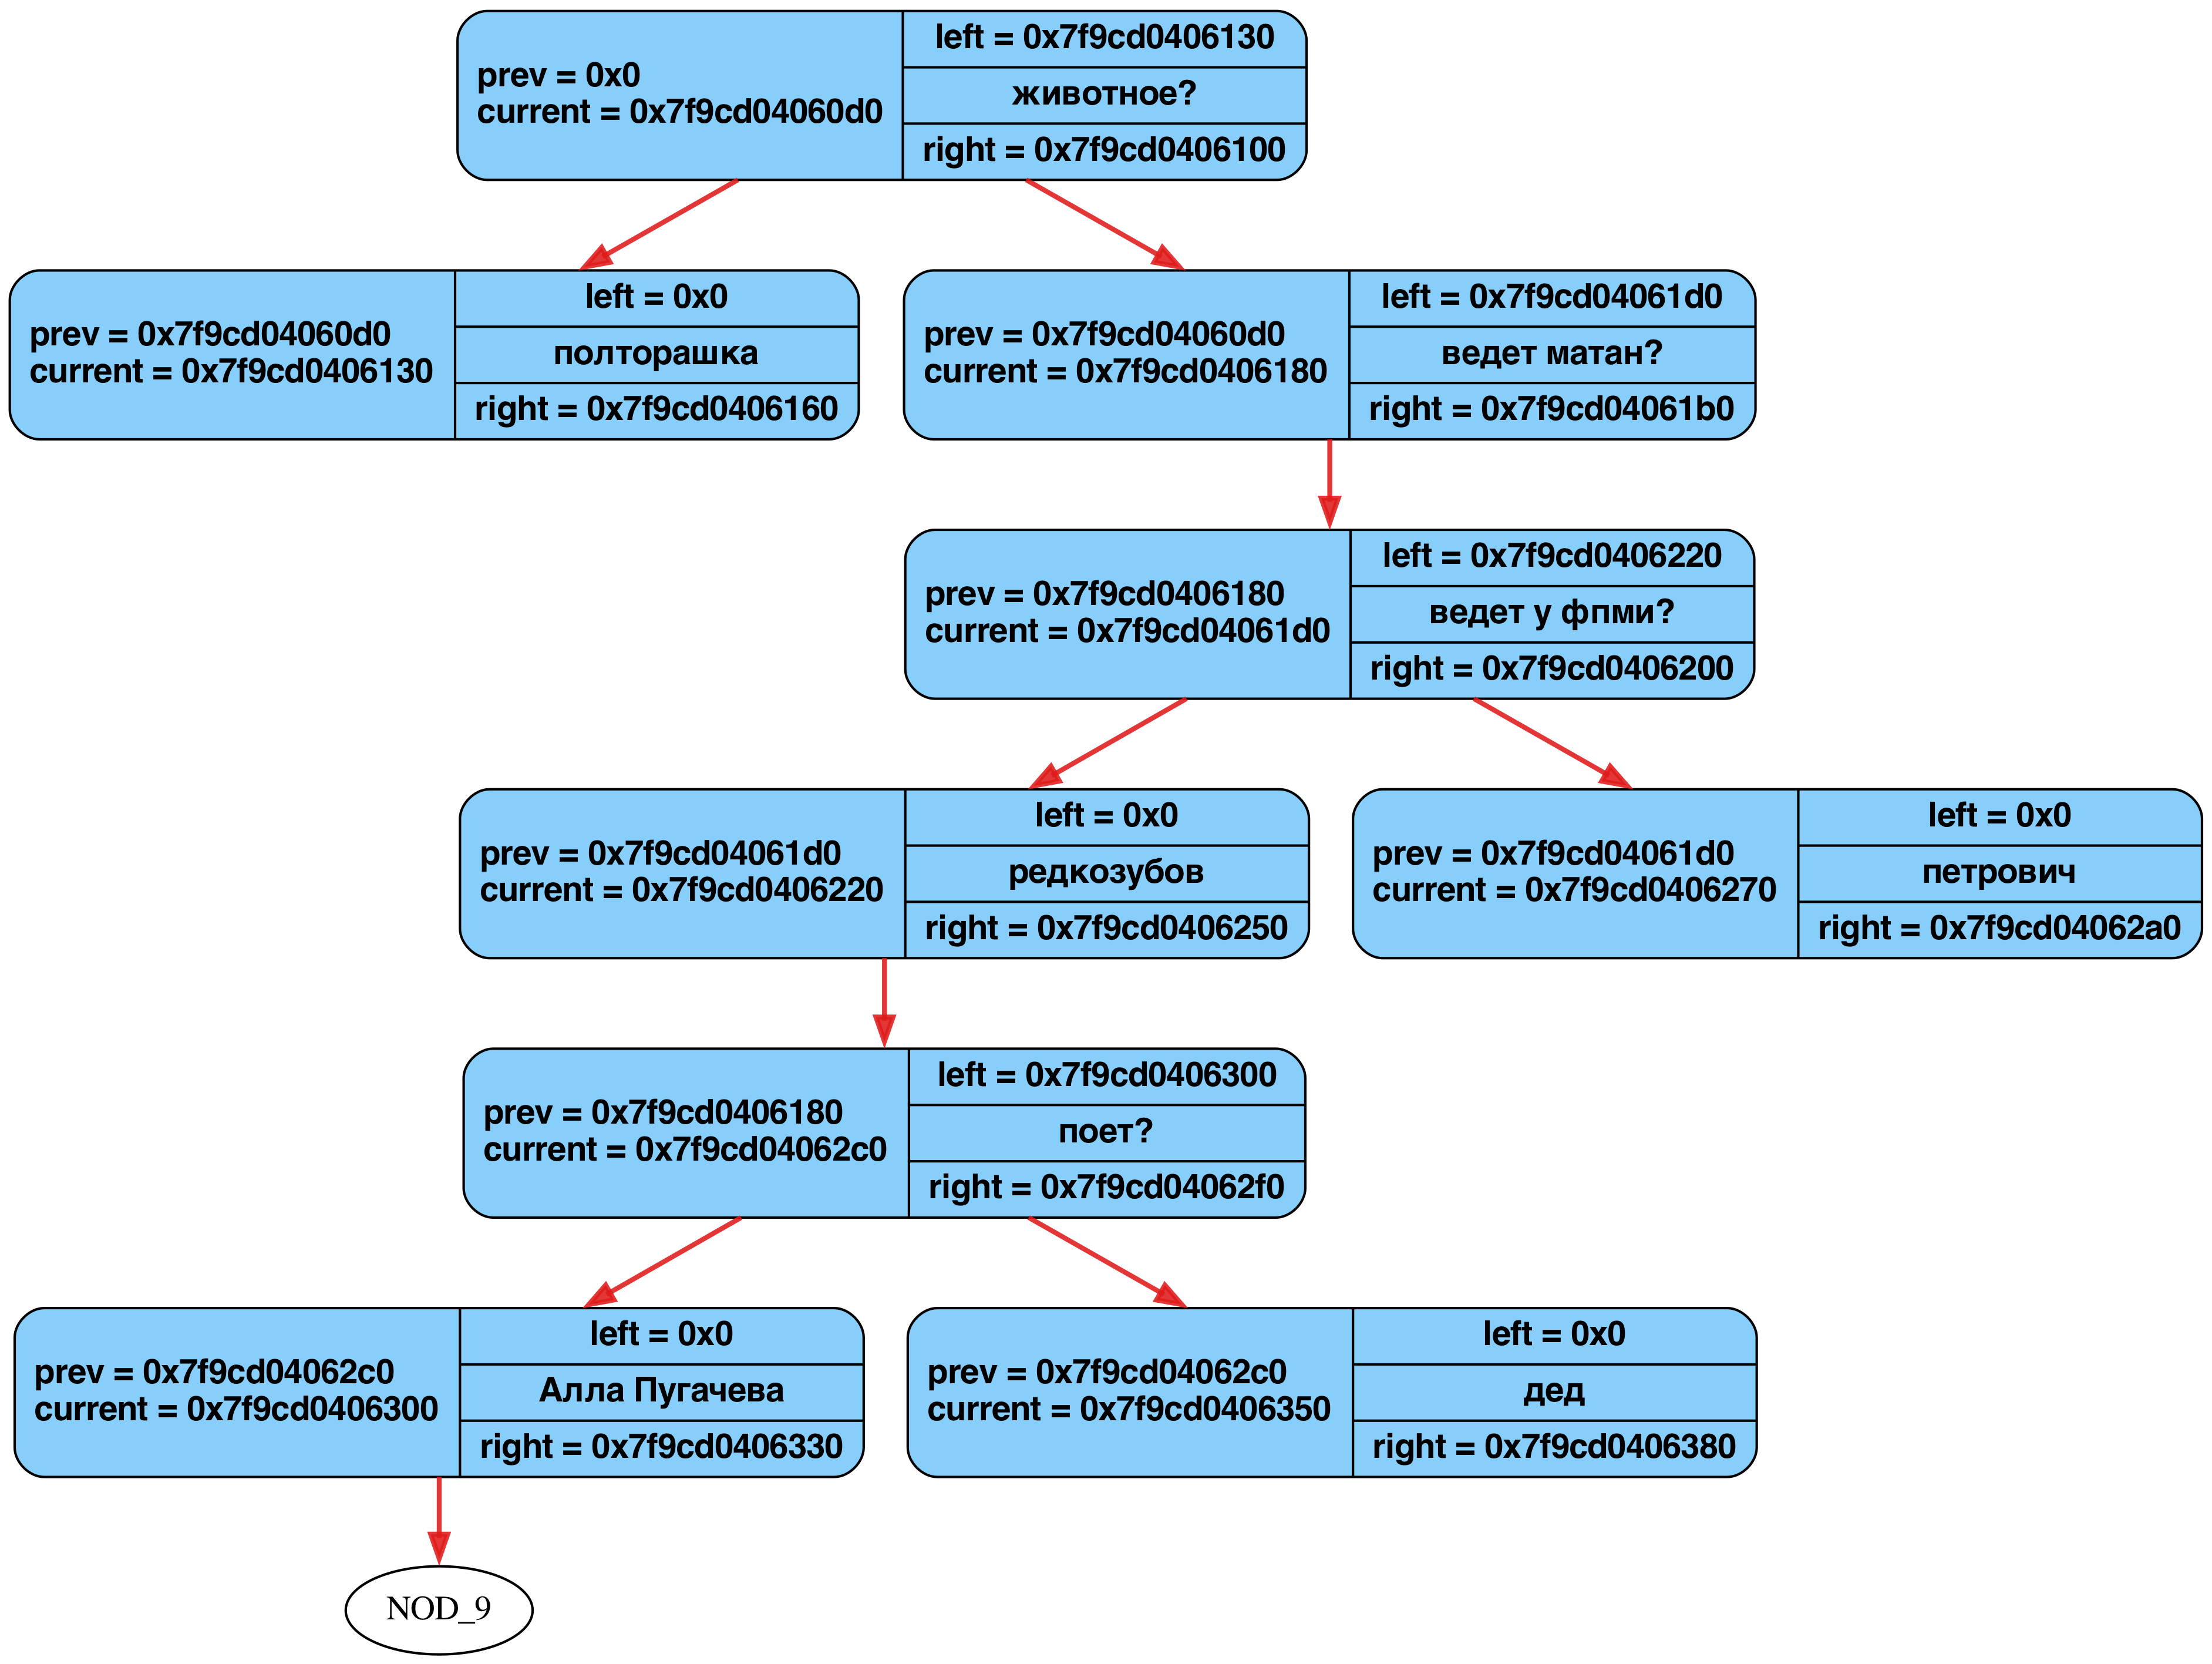 prev = 0x0
current = 0x7f9cd04060d0
left = 0x7f9cd0406130
животное?
right = 0x7f9cd0406100
prev = 0x7f9cd04060d0
current = 0x7f9cd0406130
left = 0x0
полторашка
right = 0x7f9cd0406160
prev = 0x7f9cd04060d0
current = 0x7f9cd0406180
left = 0x7f9cd04061d0
ведет матан?
right = 0x7f9cd04061b0
prev = 0x7f9cd0406180
current = 0x7f9cd04061d0
left = 0x7f9cd0406220
ведет у фпми?
right = 0x7f9cd0406200
prev = 0x7f9cd04061d0
current = 0x7f9cd0406220
left = 0x0
редкозубов
right = 0x7f9cd0406250
prev = 0x7f9cd04061d0
current = 0x7f9cd0406270
left = 0x0
петрович
right = 0x7f9cd04062a0
prev = 0x7f9cd0406180
current = 0x7f9cd04062c0
left = 0x7f9cd0406300
поет?
right = 0x7f9cd04062f0
prev = 0x7f9cd04062c0
current = 0x7f9cd0406300
left = 0x0
Алла Пугачева
right = 0x7f9cd0406330
prev = 0x7f9cd04062c0
current = 0x7f9cd0406350
left = 0x0
дед
right = 0x7f9cd0406380
NOD_9